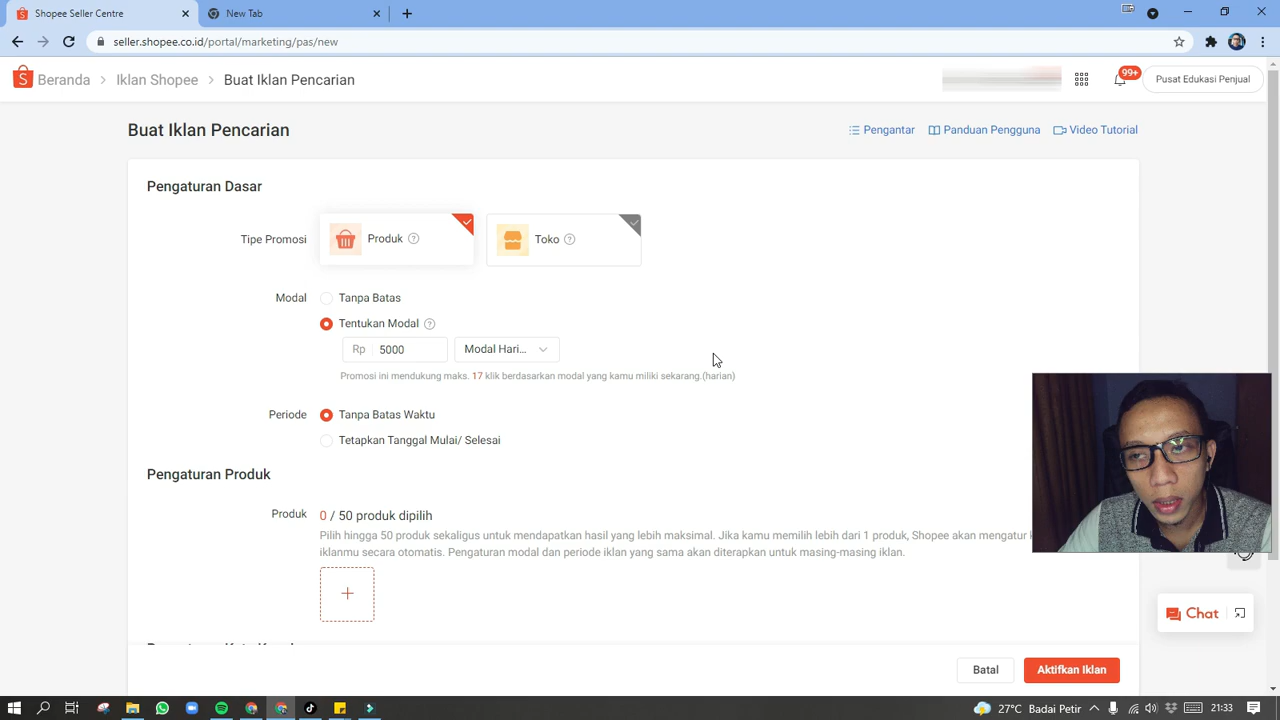 Shopee Seller Centre
New Tab
seller.shopee.co.id/portal/marketing/pas/new
Beranda > Iklan Shopee > Buat Iklan Pencarian
99+
Pusat Edukasi Penjual
Buat Iklan Pencarian
Pengantar
Panduan Pengguna
Video Tutorial
Pengaturan Dasar
Tipe Promosi
Produk
Toko
Modal
Tanpa Batas
Tentukan Modal
Rp 5000
Modal Hari...
Promosi ini mendukung maks. 17 klik berdasarkan modal yang kamu miliki sekarang.(harian)
Periode
Tanpa Batas Waktu
Tetapkan Tanggal Mulai/ Selesai
Pengaturan Produk
Produk
0 / 50 produk dipilih
Pilih hingga 50 produk sekaligus untuk mendapatkan hasil yang lebih maksimal. Jika kamu memilih lebih dari 1 produk, Shopee akan mengatur
iklanmu secara otomatis. Pengaturan modal dan periode iklan yang sama akan diterapkan untuk masing-masing iklan.
Chat
Batal
Aktifkan Iklan
27°C Badai Petir
21:33